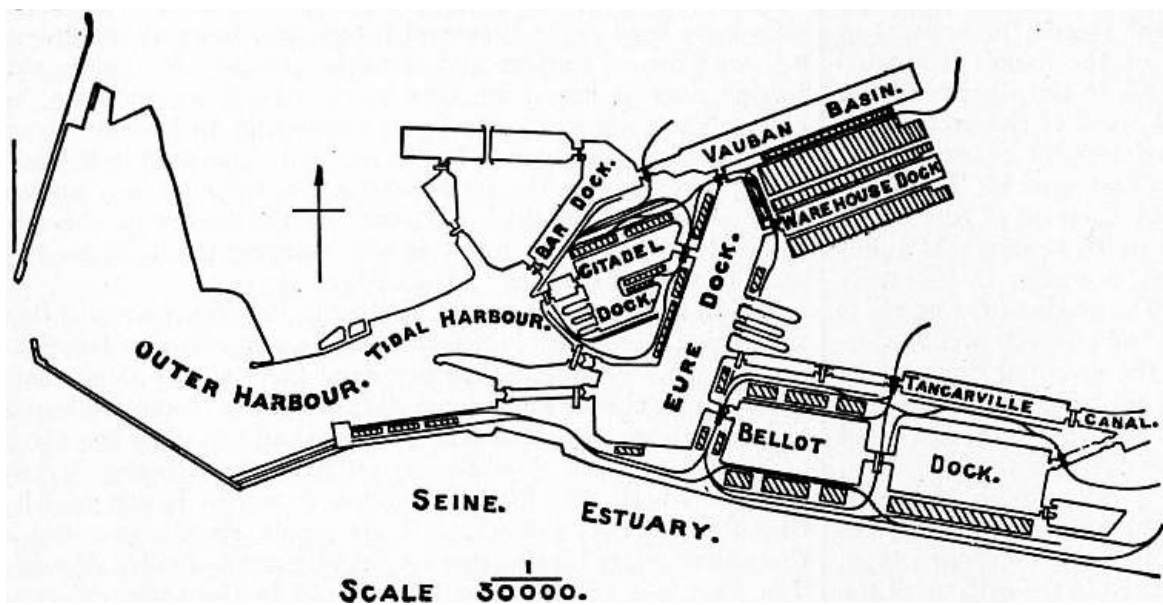 VAUBAN BASIN.
WAREHOUSE DOCK
BAR DOCK.
CITADEL
DOCK.
EURE DOCK.
TIDAL HARBOUR.
OUTER HARBOUR.
TANCARVILLE
CANAL.
BELLOT
DOCK.
SEINE.
ESTUARY.
SCALE 1/30000.